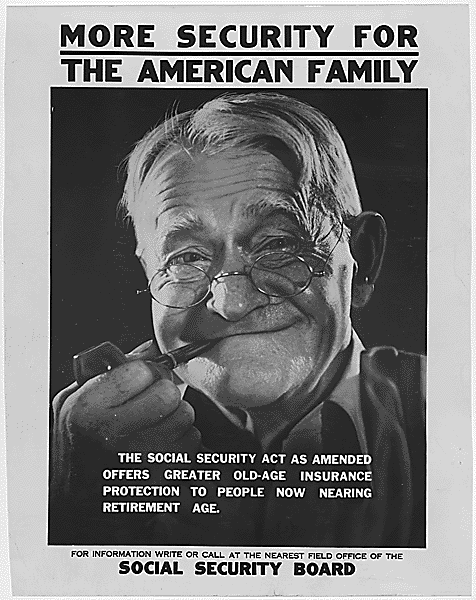 MORE SECURITY FOR
THE AMERICAN FAMILY
THE SOCIAL SECURITY ACT AS AMENDED
OFFERS GREATER OLD-AGE INSURANCE
PROTECTION TO PEOPLE NOW NEARING
RETIREMENT AGE.
FOR INFORMATION WRITE OR CALL AT THE NEAREST FIELD OFFICE OF THE
SOCIAL SECURITY BOARD